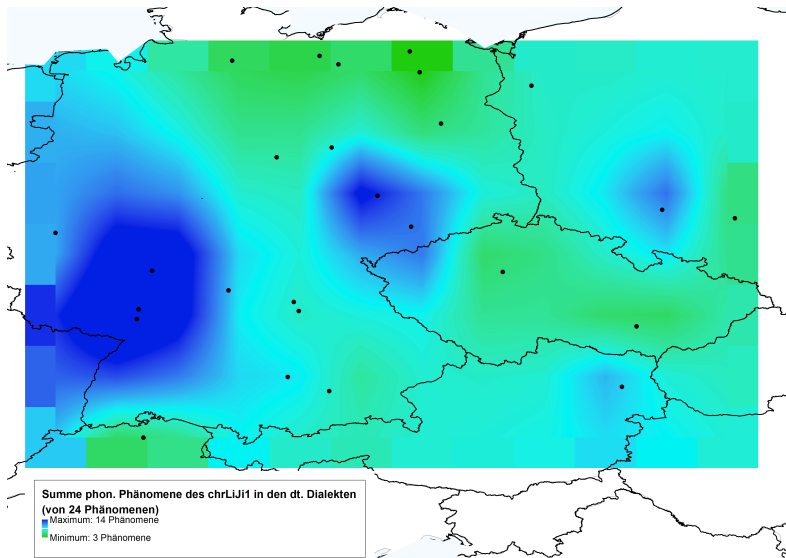 Summe phon. Phänomene des chrLiJi1 in den dt. Dialekten
(von 24 Phänomenen)
Maximum: 14 Phänomene
Minimum: 3 Phänomene